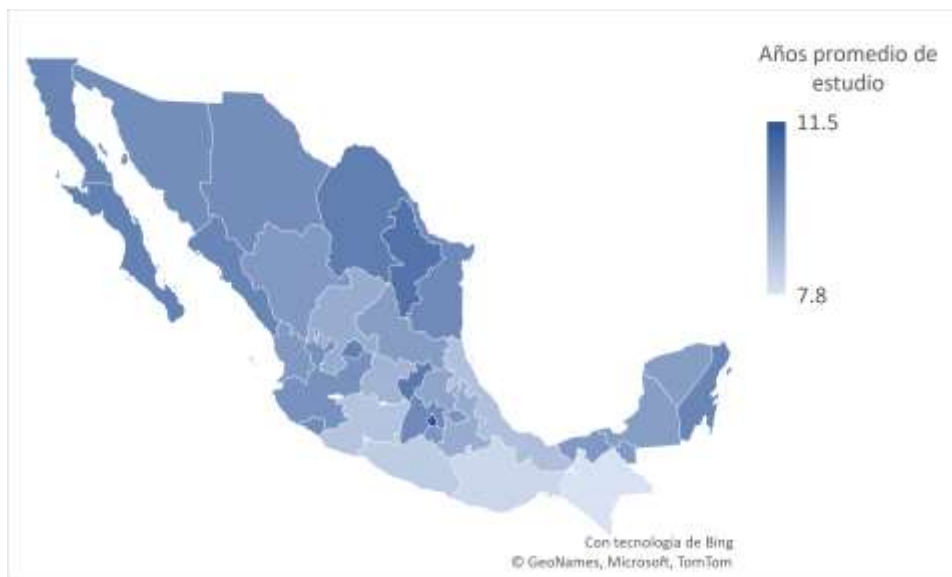 Años promedio de
estudio
11.5
7.8
Con tecnología de Bing
© GeoNames, Microsoft, TomTom